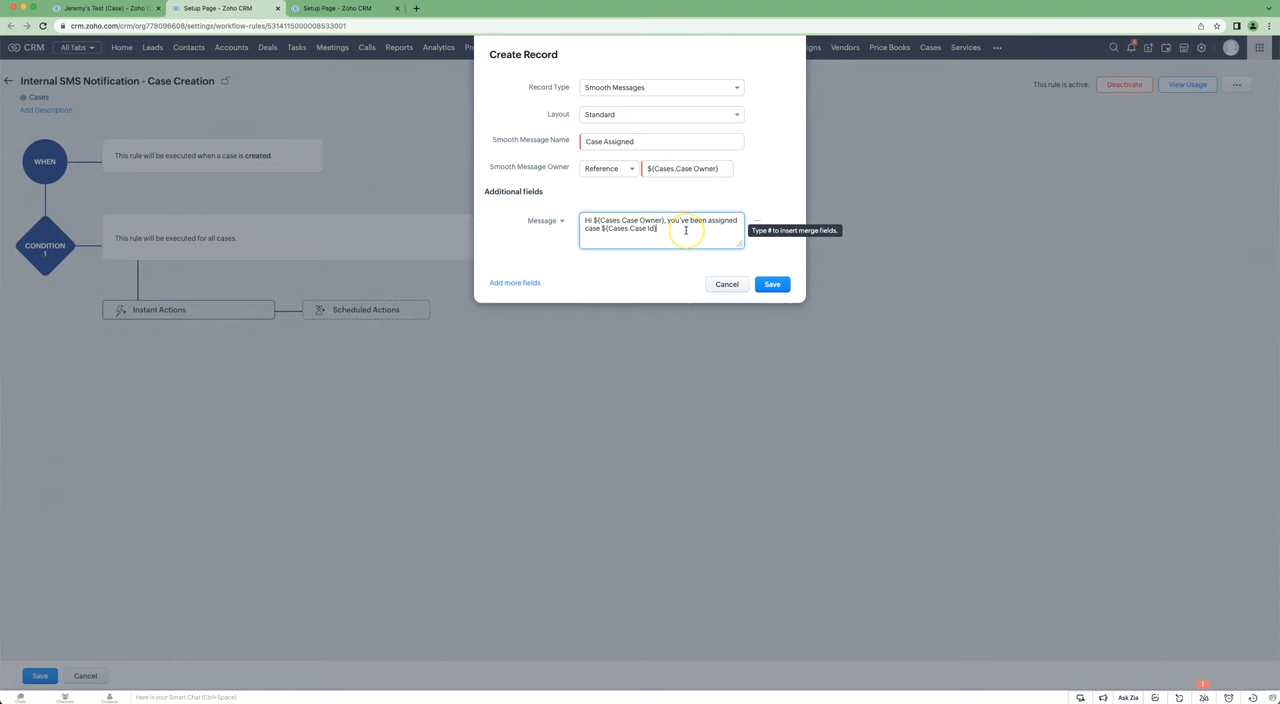 Jeremy's Test (Case) - Zoho C
Setup Page - Zoho CRM
Setup Page - Zoho CRM
crm.zoho.com/crm/org778096608/settings/workflow-rules/5314115000008533001
CRM
All Tabs
Home
Leads
Contacts
Accounts
Deals
Tasks
Meetings
Calls
Reports
Analytics
Pr
gns
Vendors
Price Books
Cases
Services
Internal SMS Notification - Case Creation
Cases
Add Description
This rule is active.
Deactivate
View Usage
WHEN
This rule will be executed when a case is created.
CONDITION
1
This rule will be executed for all cases.
Instant Actions
Scheduled Actions
Create Record
Record Type
Smooth Messages
Layout
Standard
Smooth Message Name
Case Assigned
Smooth Message Owner
Reference
${Cases.Case Owner}
Additional fields
Message
Hi ${Cases.Case Owner}, you've been assigned
case ${Cases.Case Id}
Type # to insert merge fields.
Add more fields
Cancel
Save
Save
Cancel
Chats
Channels
Contacts
Here is your Smart Chat (Ctrl+Space)
Ask Zia
1